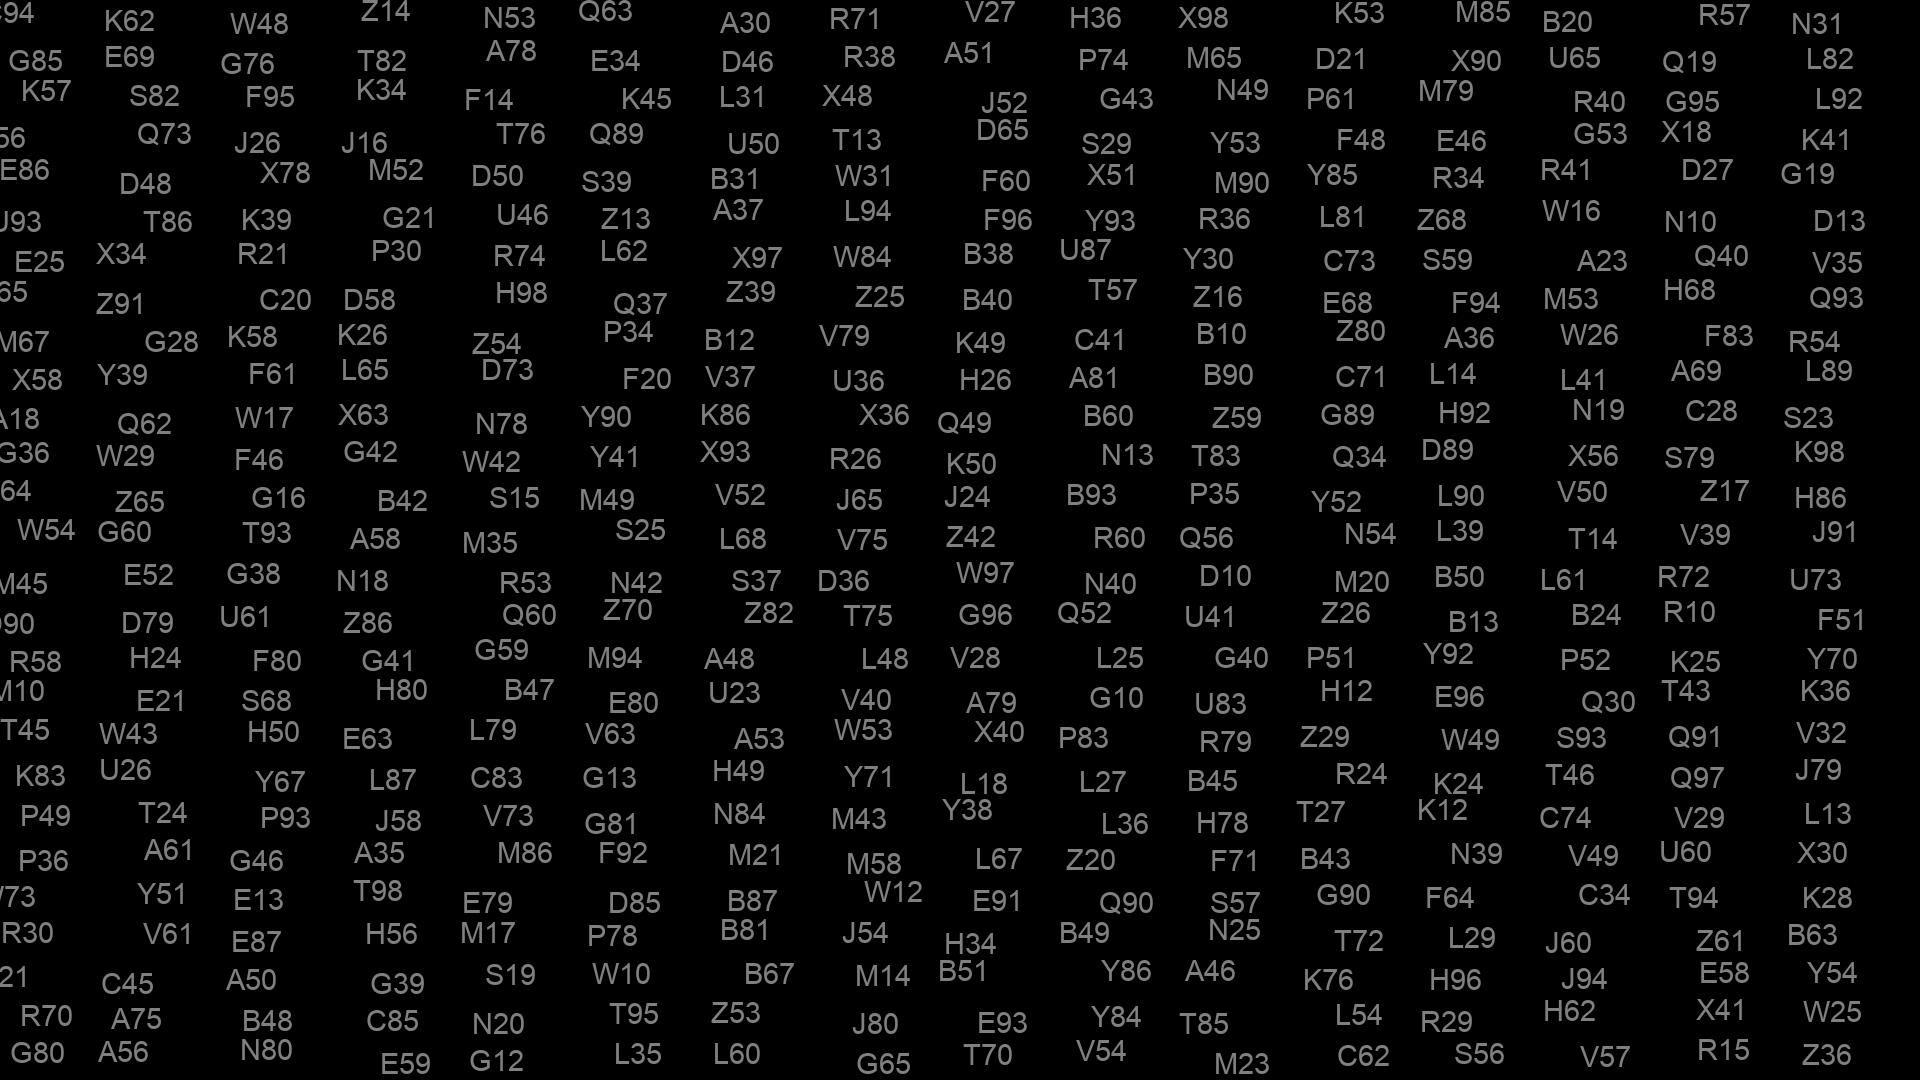 K62 W48 Z14 N53 Q63 A30 R71 V27 H36 X98 K53 M85 B20 R57 N31
G85 E69 G76 T82 A78 E34 D46 R38 A51 P74 M65 D21 X90 U65 Q19 L82
K57 S82 F95 K34 F14 K45 L31 X48 J52 G43 N49 P61 M79 R40 G95 L92
Q73 J26 J16 T76 Q89 U50 T13 D65 S29 Y53 F48 E46 G53 X18 K41
E86 D48 X78 M52 D50 S39 B31 W31 F60 X51 M90 Y85 R34 R41 D27 G19
J93 T86 K39 G21 U46 Z13 A37 L94 F96 Y93 R36 L81 Z68 W16 N10 D13
E25 X34 R21 P30 R74 L62 X97 W84 B38 U87 Y30 C73 S59 A23 Q40 V35
Z91 C20 D58 H98 Q37 Z39 Z25 B40 T57 Z16 E68 F94 M53 H68 Q93
M67 G28 K58 K26 Z54 P34 B12 V79 K49 C41 B10 Z80 A36 W26 F83 R54
X58 Y39 F61 L65 D73 F20 V37 U36 H26 A81 B90 C71 L14 L41 A69 L89
A18 Q62 W17 X63 N78 Y90 K86 X36 Q49 B60 Z59 G89 H92 N19 C28 S23
G36 W29 F46 G42 W42 Y41 X93 R26 K50 N13 T83 Q34 D89 X56 S79 K98
64 Z65 G16 B42 S15 M49 V52 J65 J24 B93 P35 Y52 L90 V50 Z17 H86
W54 G60 T93 A58 M35 S25 L68 V75 Z42 R60 Q56 N54 L39 T14 V39 J91
M45 E52 G38 N18 R53 N42 S37 D36 W97 N40 D10 M20 B50 L61 R72 U73
90 D79 U61 Z86 Q60 Z70 Z82 T75 G96 Q52 U41 Z26 B13 B24 R10 F51
R58 H24 F80 G41 G59 M94 A48 L48 V28 L25 G40 P51 Y92 P52 K25 Y70
M10 E21 S68 H80 B47 E80 U23 V40 A79 G10 U83 H12 E96 Q30 T43 K36
T45 W43 H50 E63 L79 V63 A53 W53 X40 P83 R79 Z29 W49 S93 Q91 V32
K83 U26 Y67 L87 C83 G13 H49 Y71 L18 L27 B45 R24 K24 T46 Q97 J79
P49 T24 P93 J58 V73 G81 N84 M43 Y38 L36 H78 T27 K12 C74 V29 L13
P36 A61 G46 A35 M86 F92 M21 M58 L67 Z20 F71 B43 N39 V49 U60 X30
73 Y51 E13 T98 E79 D85 B87 W12 E91 Q90 S57 G90 F64 C34 T94 K28
R30 V61 E87 H56 M17 P78 B81 J54 H34 B49 N25 T72 L29 J60 Z61 B63
21 C45 A50 G39 S19 W10 B67 M14 B51 Y86 A46 K76 H96 J94 E58 Y54
R70 A75 B48 C85 N20 T95 Z53 J80 E93 Y84 T85 L54 R29 H62 X41 W25
G80 A56 N80 E59 G12 L35 L60 G65 T70 V54 M23 C62 S56 V57 R15 Z36